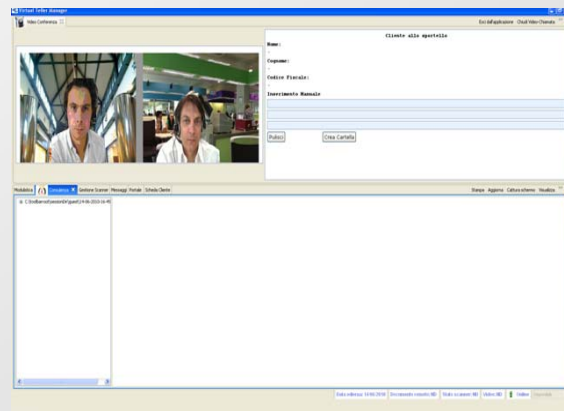 Virtual Teller Manager
Video Conferenza
Esci dall'applicazione Chiudi Video Chiamata
Cliente allo sportello
Nome:
-
Cognome:
-
Codice Fiscale:
-
Inserimento Manuale
Pulisci
Crea Cartella
Modulistica
Gestione Scanner Messaggi Portale Scheda Cliente
Stampa Aggiorna Cattura schermo Visualizza
Video